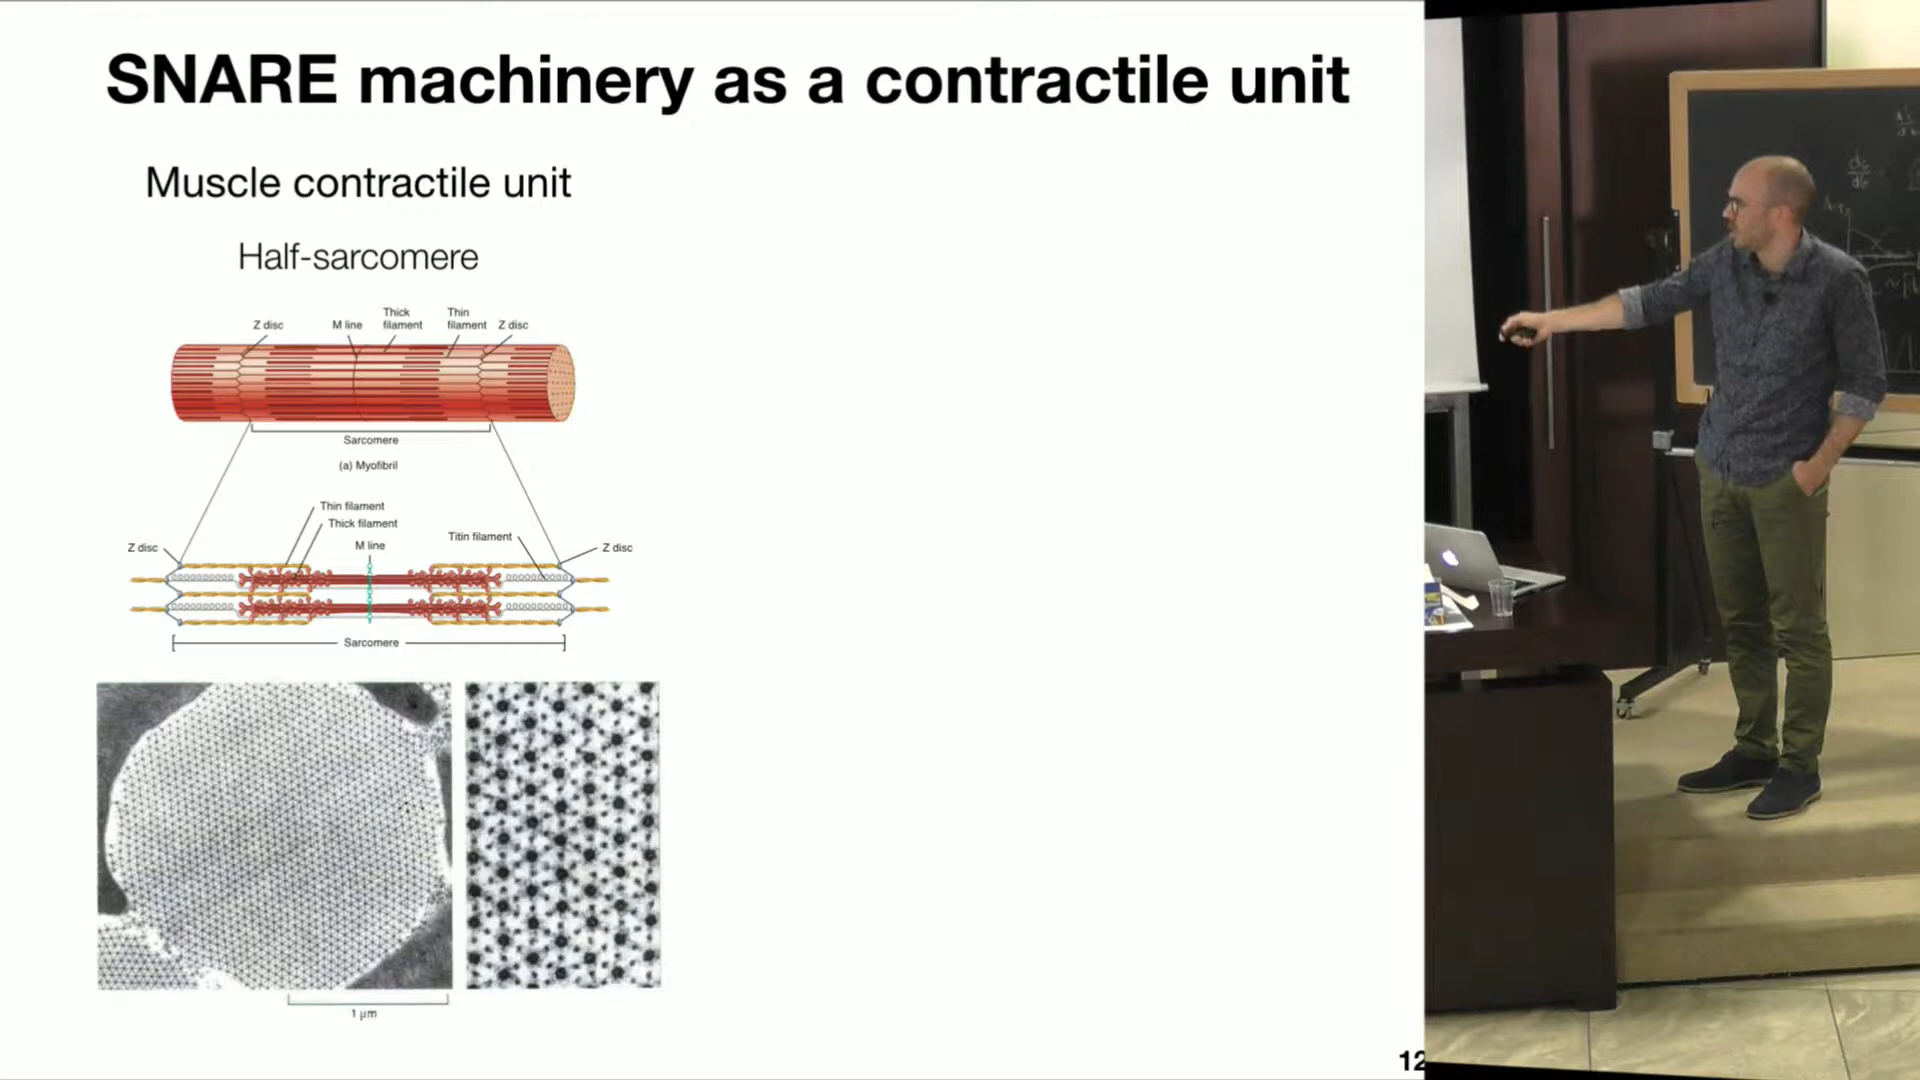 SNARE machinery as a contractile unit
Muscle contractile unit
Half-sarcomere
Z disc
M line
Thick filament
Thin filament
Z disc
Sarcomere
(a) Myofibril
Thin filament
Thick filament
Z disc
M line
Titin filament
Z disc
Sarcomere
1 μm
12